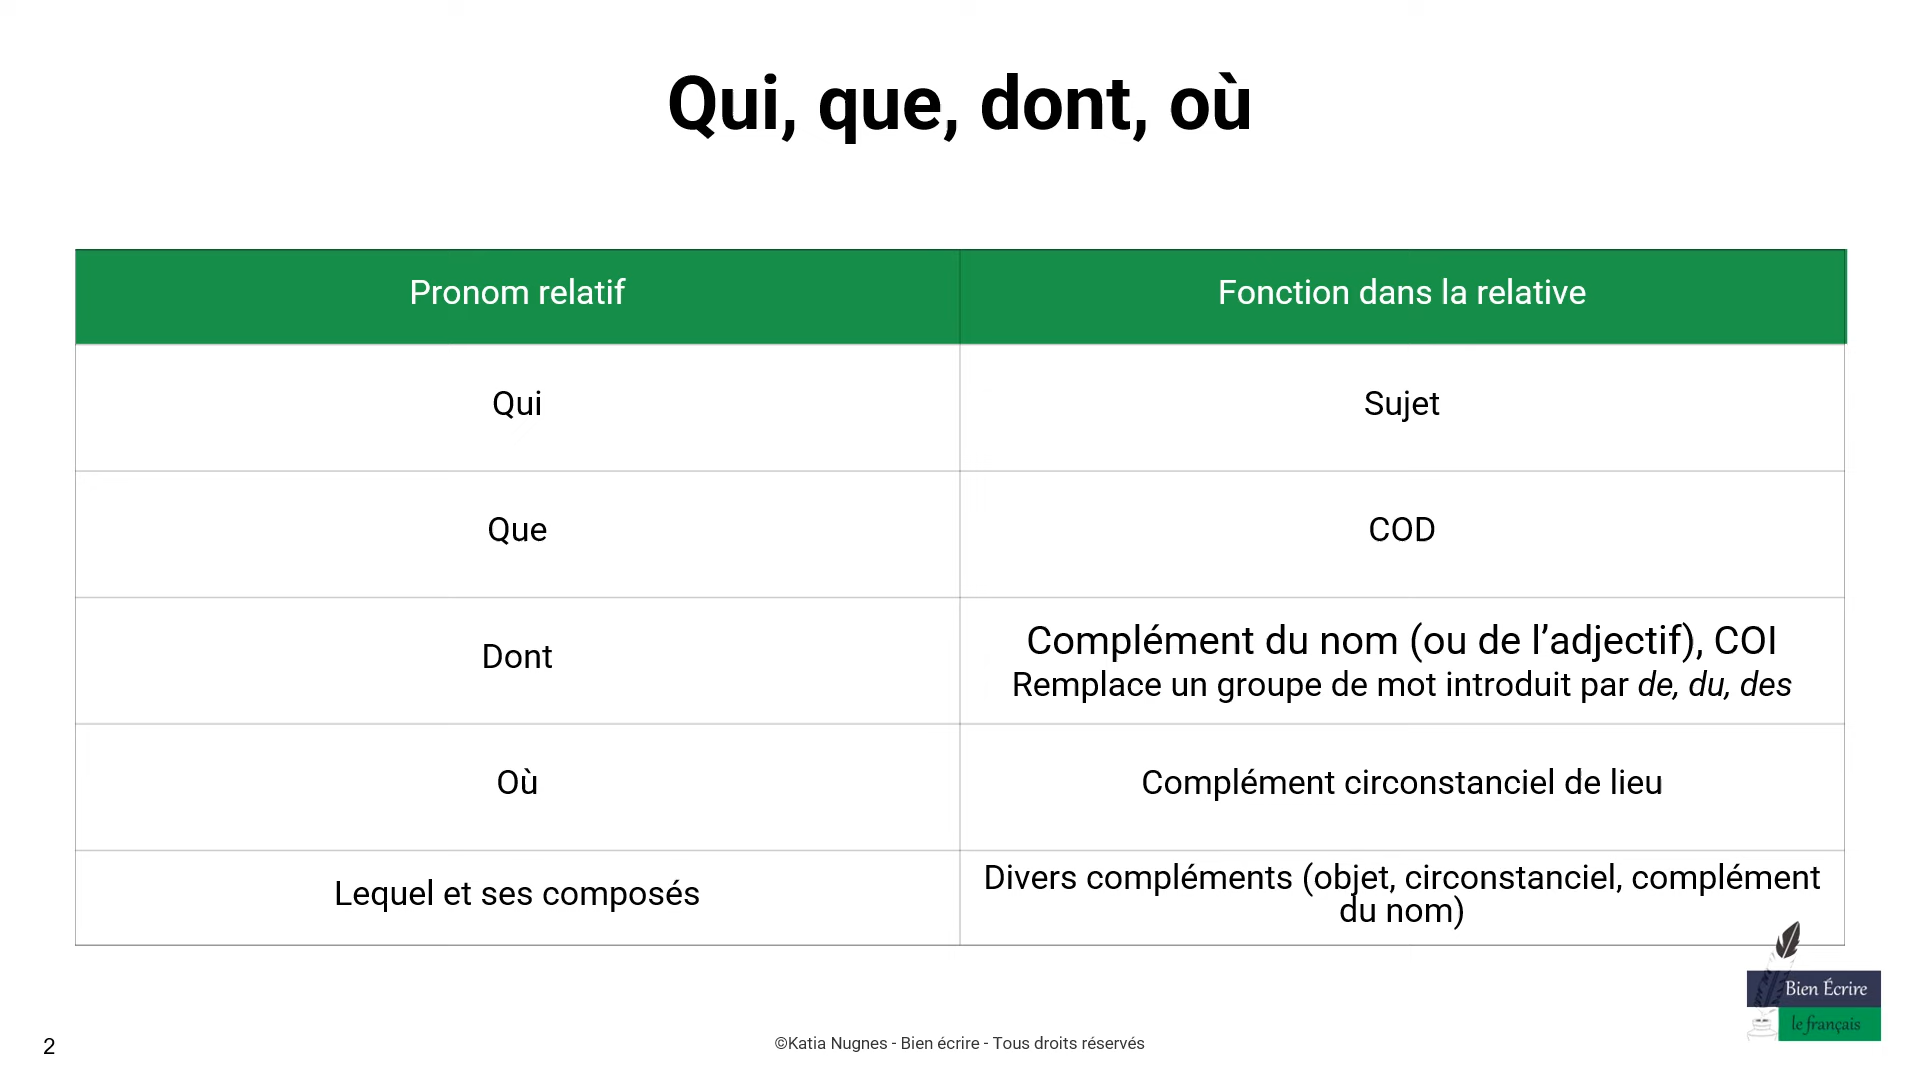 Qui, que, dont, où
Pronom relatif
Fonction dans la relative
Qui
Sujet
Que
COD
Dont
Complément du nom (ou de l’adjectif), COI
Remplace un groupe de mot introduit par de, du, des
Où
Complément circonstanciel de lieu
Lequel et ses composés
Divers compléments (objet, circonstanciel, complément
du nom)
Bien Écrire
le français
2
©Katia Nugnes - Bien écrire - Tous droits réservés